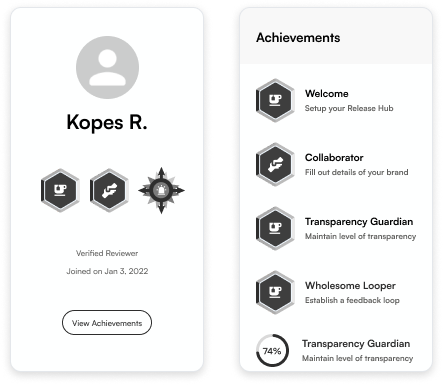 Kopes R.
Verified Reviewer
Joined on Jan 3, 2022
View Achievements
Achievements
Welcome
Setup your Release Hub
Collaborator
Fill out details of your brand
Transparency Guardian
Maintain level of transparency
Wholesome Looper
Establish a feedback loop
74%
Transparency Guardian
Maintain level of transparency